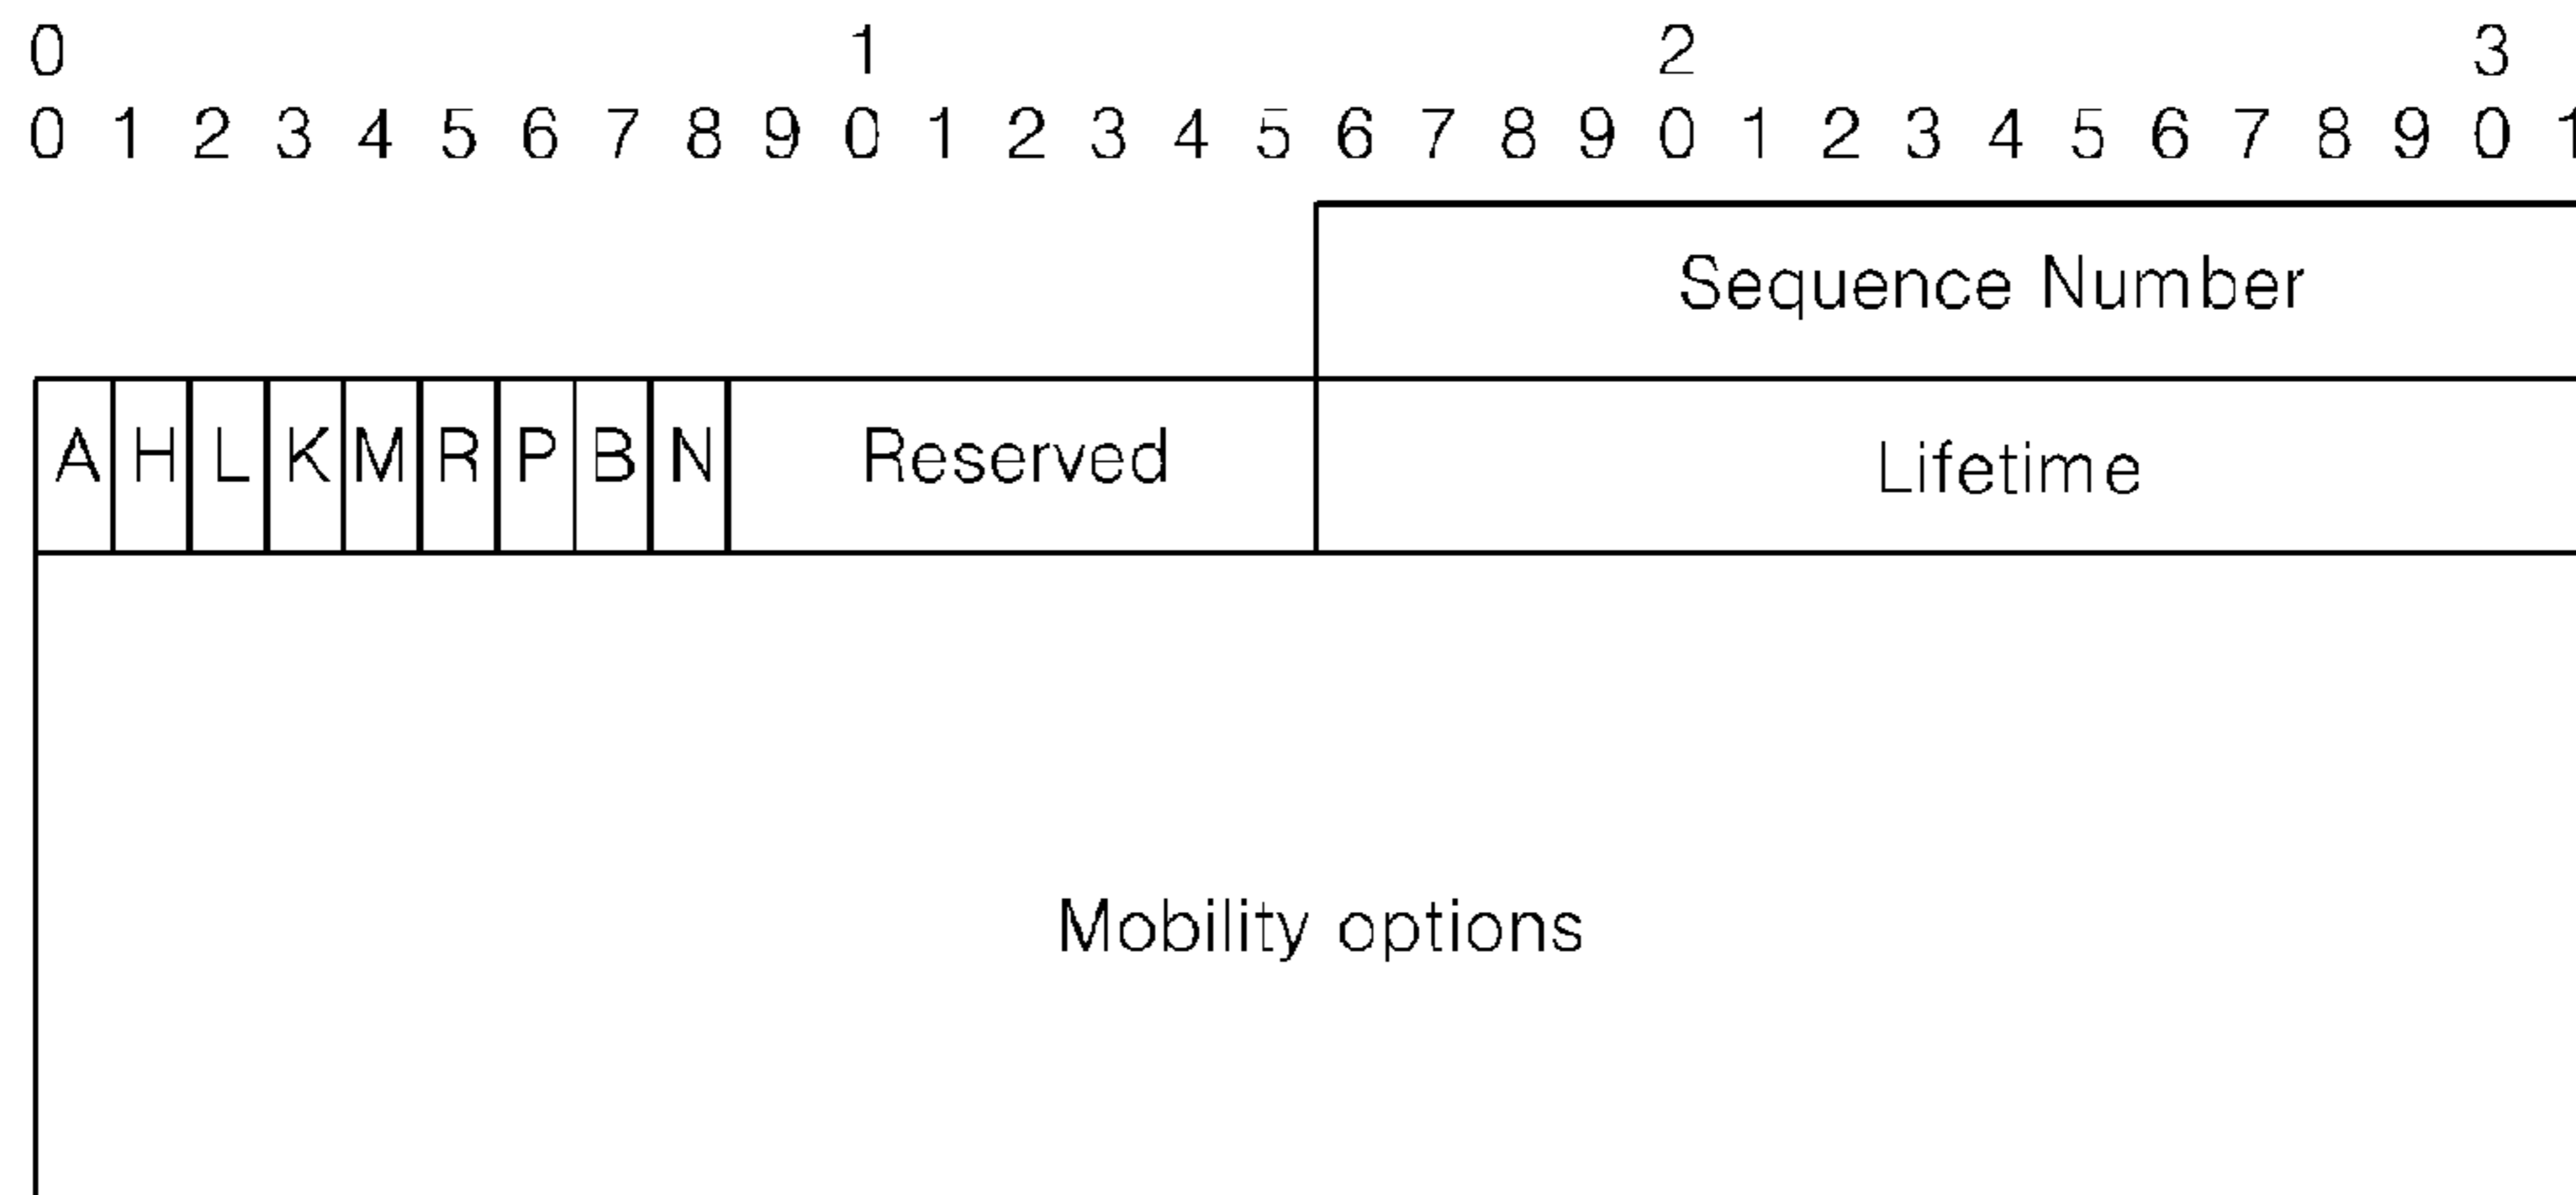 0 1 2 3
0 1 2 3 4 5 6 7 8 9 0 1 2 3 4 5 6 7 8 9 0 1 2 3 4 5 6 7 8 9 0 1
Sequence Number
A H L K M R P B N Reserved Lifetime
Mobility options